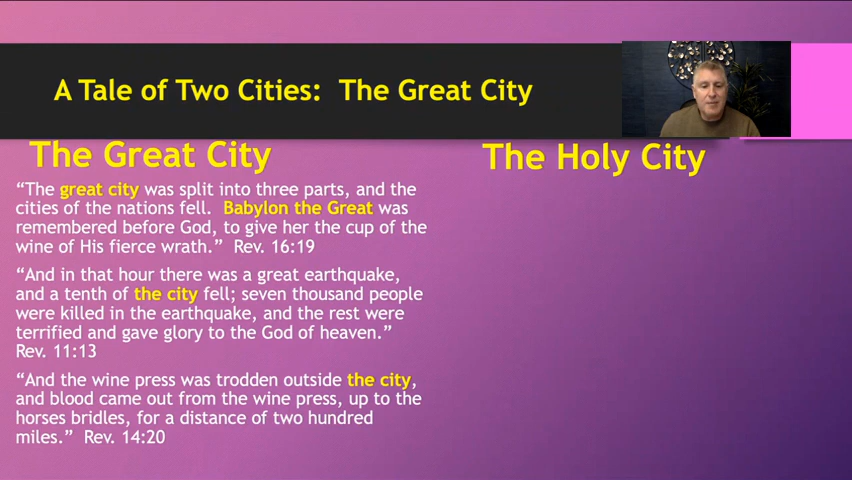 A Tale of Two Cities:  The Great City
The Great City
The Holy City
“The great city was split into three parts, and the
cities of the nations fell.  Babylon the Great was
remembered before God, to give her the cup of the
wine of His fierce wrath.”  Rev. 16:19
“And in that hour there was a great earthquake,
and a tenth of the city fell; seven thousand people
were killed in the earthquake, and the rest were
terrified and gave glory to the God of heaven.”
Rev. 11:13
“And the wine press was trodden outside the city,
and blood came out from the wine press, up to the
horses bridles, for a distance of two hundred
miles.”  Rev. 14:20